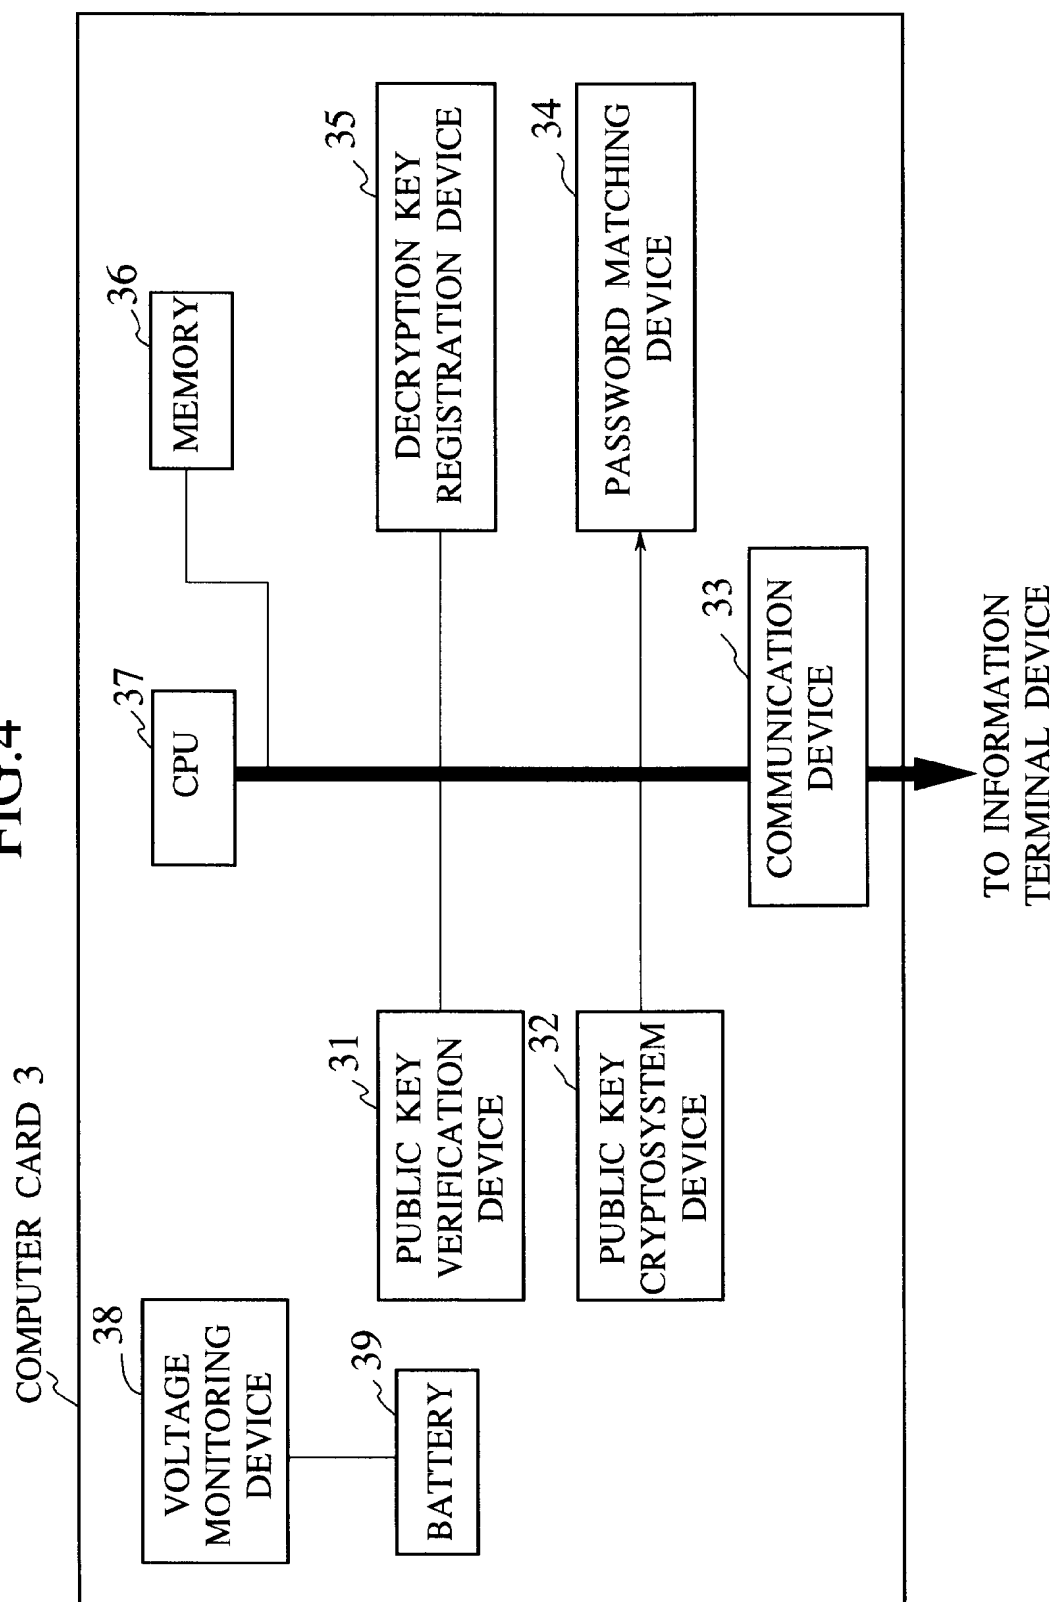 FIG.4
COMPUTER CARD 3
38
VOLTAGE
MONITORING
DEVICE
39
BATTERY
37
CPU
36
MEMORY
31
PUBLIC KEY
VERIFICATION
DEVICE
35
DECRYPTION KEY
REGISTRATION DEVICE
32
PUBLIC KEY
CRYPTOSYSTEM
DEVICE
34
PASSWORD MATCHING
DEVICE
33
COMMUNICATION
DEVICE
TO INFORMATION
TERMINAL DEVICE